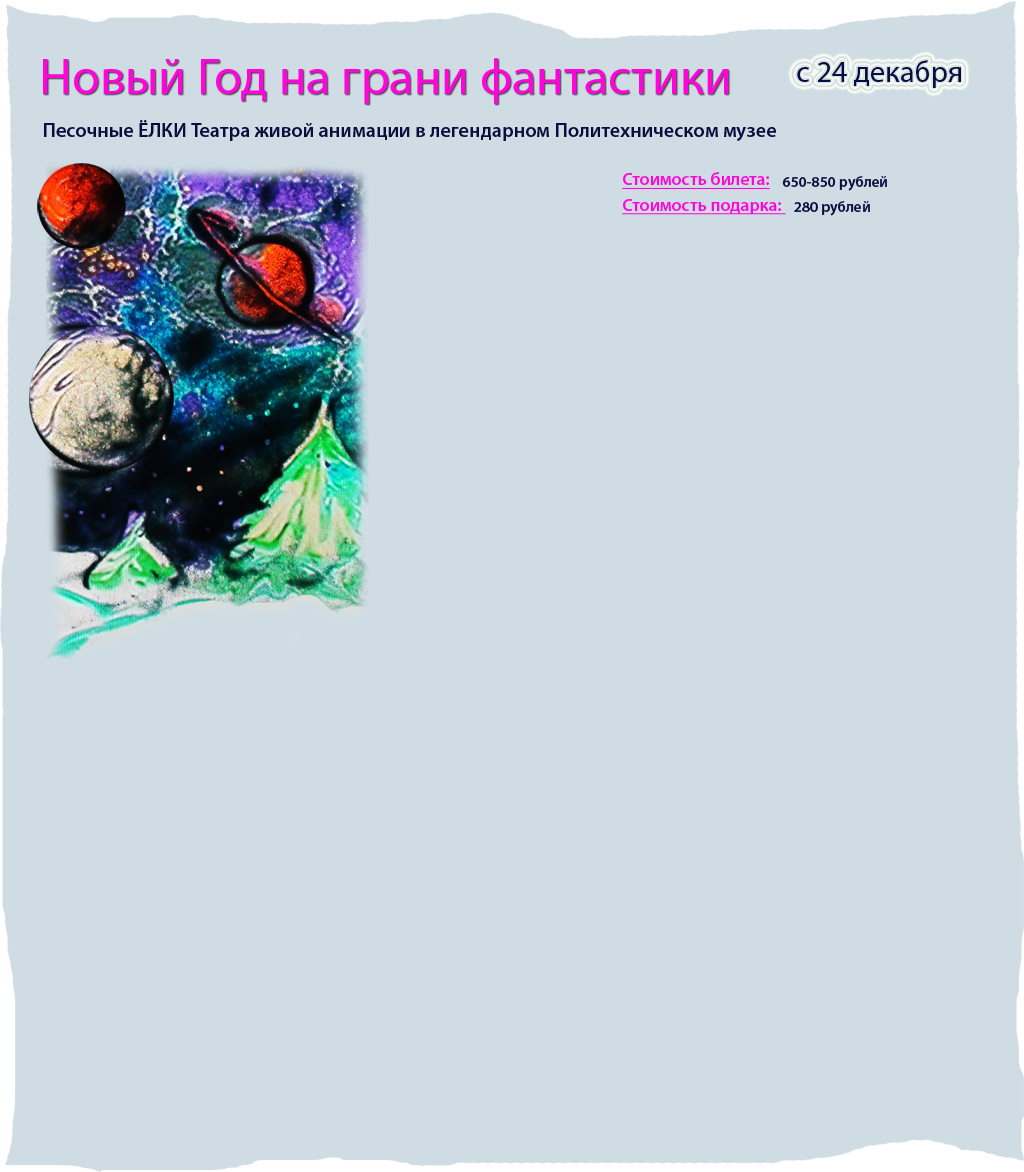 Новый Год на грани фантастики
с 24 декабря
Песочные ЁЛКИ Театра живой анимации в легендарном Политехническом музее
Стоимость билета: 650-850 рублей
Стоимость подарка: 280 рублей